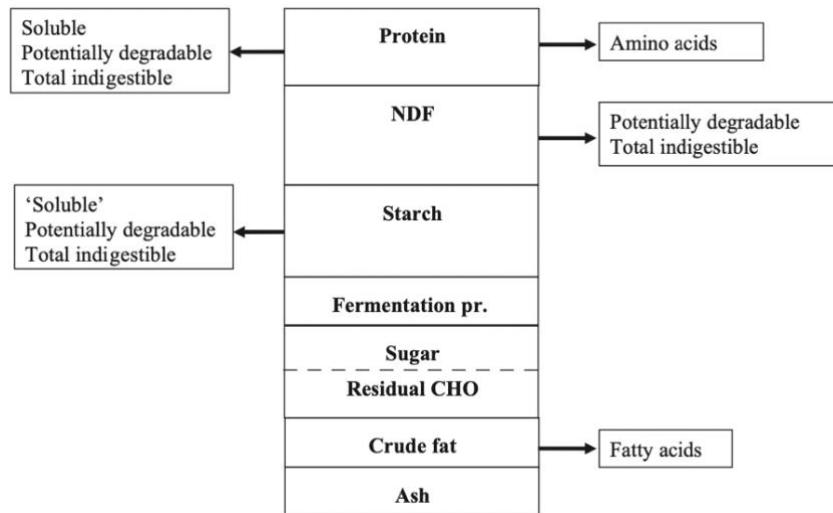 Soluble
Potentially degradable
Total indigestible
Protein
Amino acids
NDF
Potentially degradable
Total indigestible
‘Soluble’
Potentially degradable
Total indigestible
Starch
Fermentation pr.
Sugar
Residual CHO
Crude fat
Fatty acids
Ash